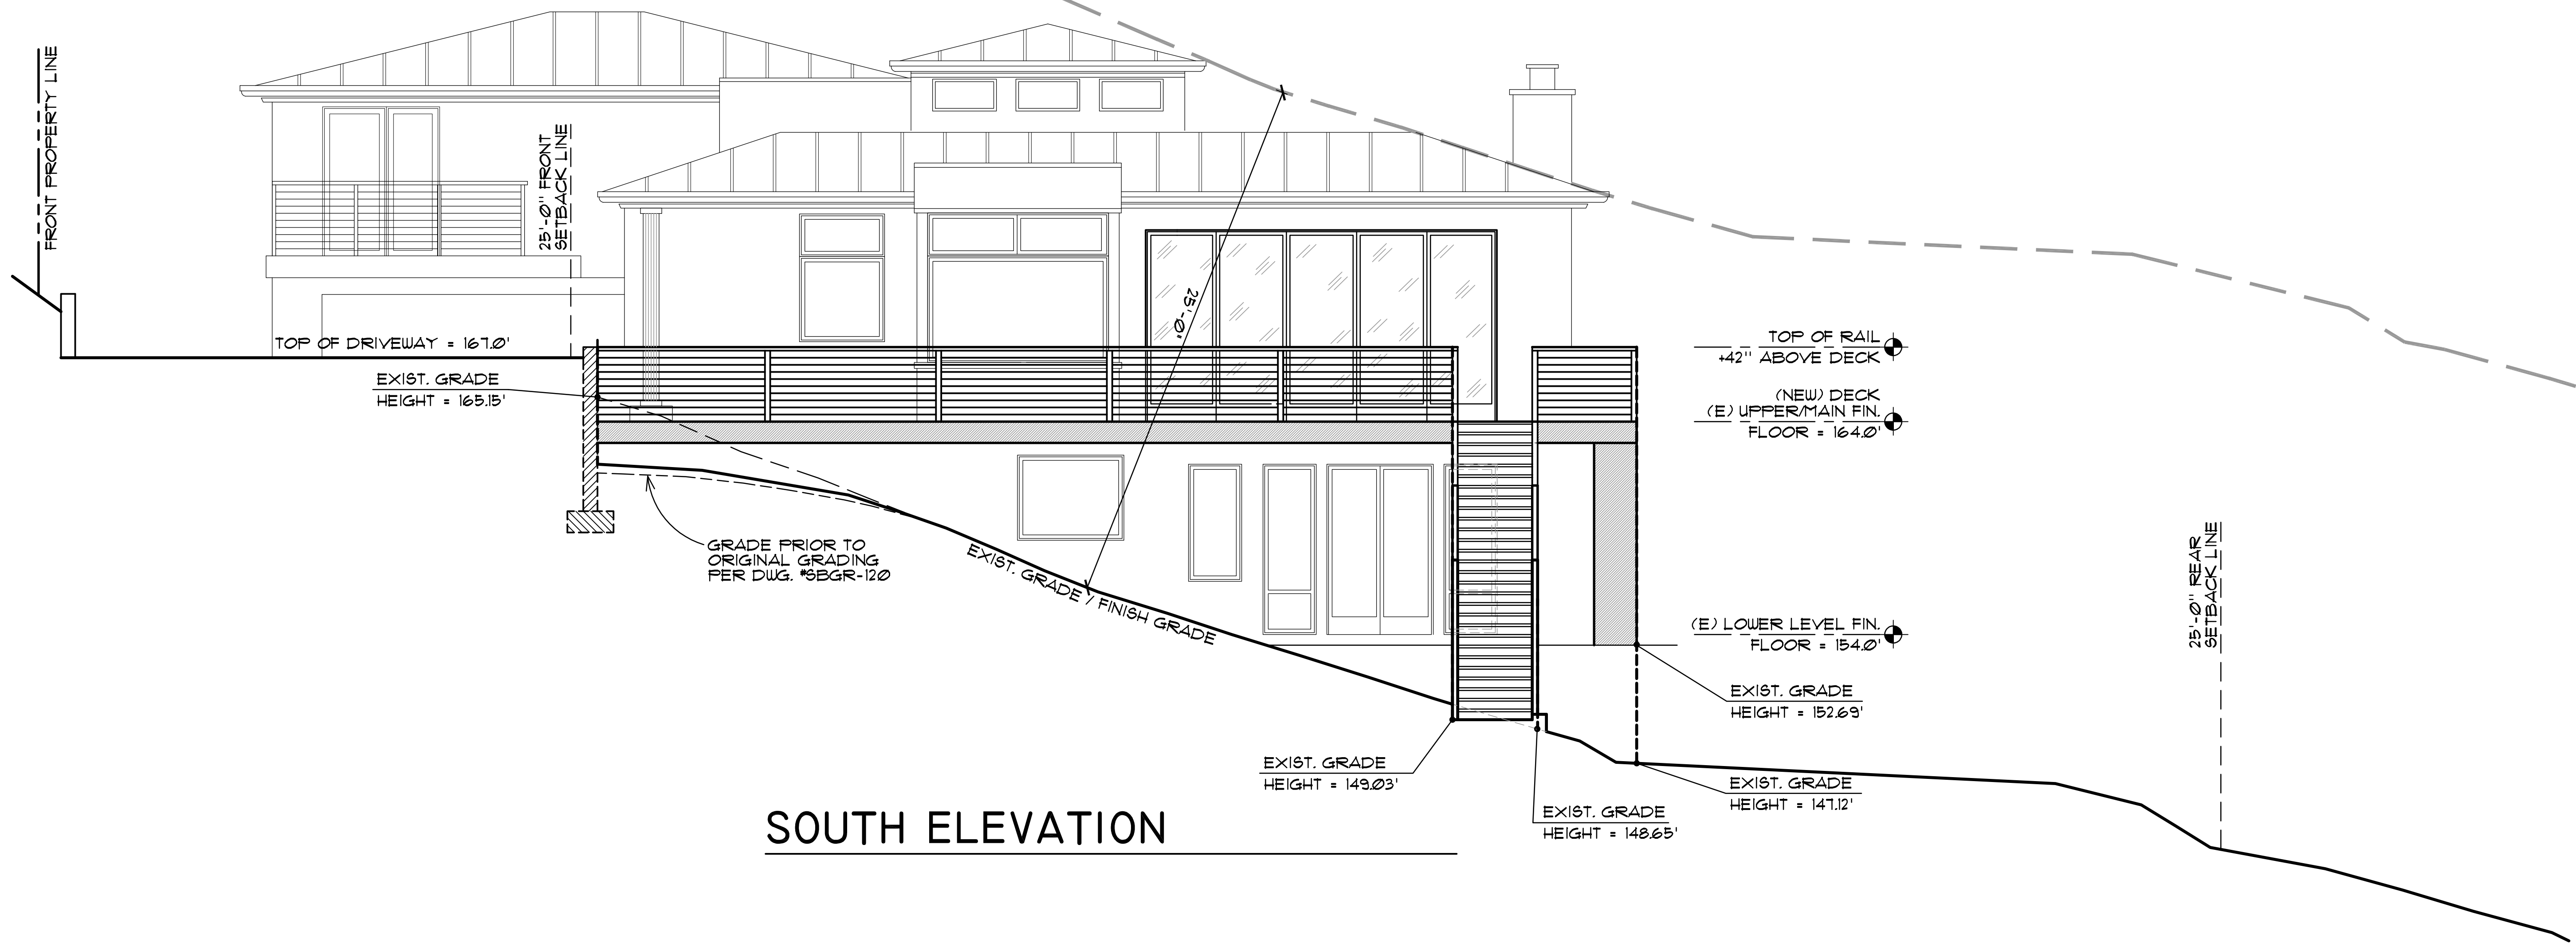 FRONT PROPERTY LINE
25'-0" FRONT
SETBACK LINE
TOP OF DRIVEWAY = 167.0'
EXIST. GRADE
HEIGHT = 165.15'
25'-0"
TOP OF RAIL
+42" ABOVE DECK
(NEW) DECK
(E) UPPER/MAIN FIN.
FLOOR = 164.0'
GRADE PRIOR TO
ORIGINAL GRADING
PER DWG. #SBGR-120
EXIST. GRADE / FINISH GRADE
(E) LOWER LEVEL FIN.
FLOOR = 154.0'
25'-0" REAR
SETBACK LINE
EXIST. GRADE
HEIGHT = 152.69'
EXIST. GRADE
HEIGHT = 149.03'
EXIST. GRADE
HEIGHT = 147.12'
EXIST. GRADE
HEIGHT = 148.65'
SOUTH ELEVATION